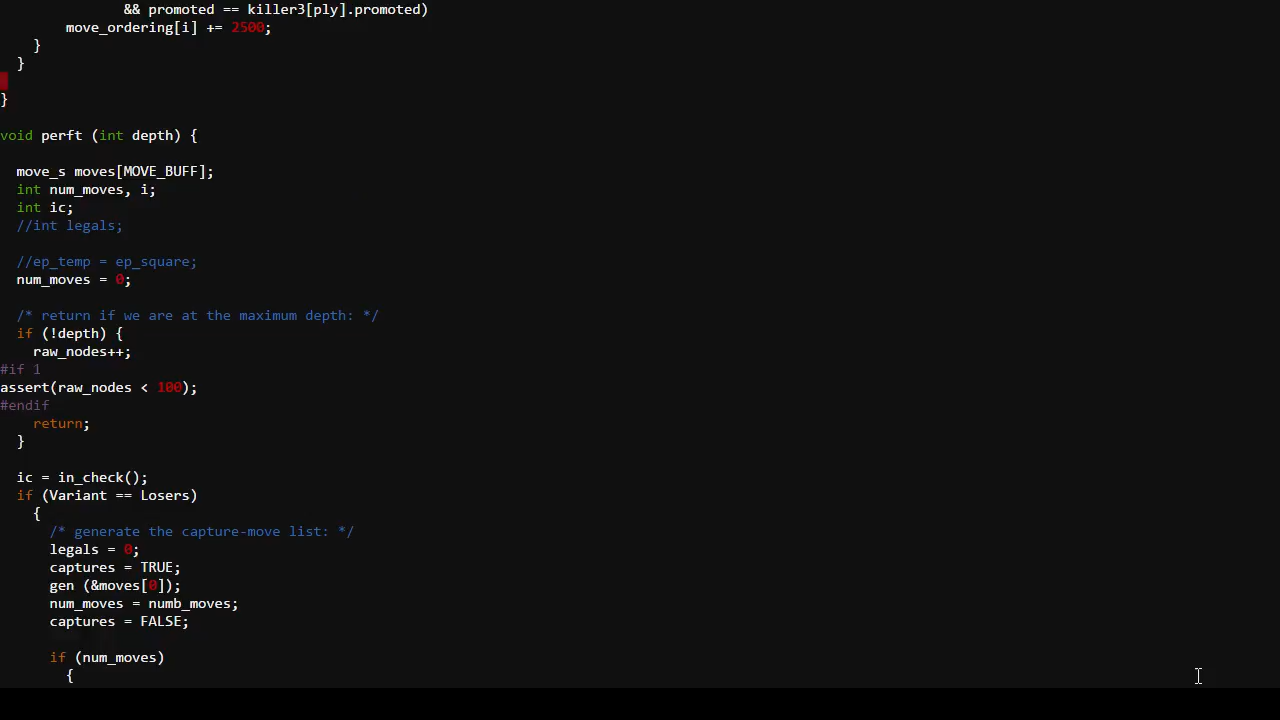 && promoted == killer3[ply].promoted)
move_ordering[i] += 2500;
}
}
}
void perft (int depth) {
move_s moves[MOVE_BUFF];
int num_moves, i;
int ic;
//int legals;
//ep_temp = ep_square;
num_moves = 0;
/* return if we are at the maximum depth: */
if (!depth) {
raw_nodes++;
#if 1
assert(raw_nodes < 100);
#endif
return;
}
ic = in_check();
if (Variant == Losers)
{
/* generate the capture-move list: */
legals = 0;
captures = TRUE;
gen (&moves[0]);
num_moves = numb_moves;
captures = FALSE;
if (num_moves)
{